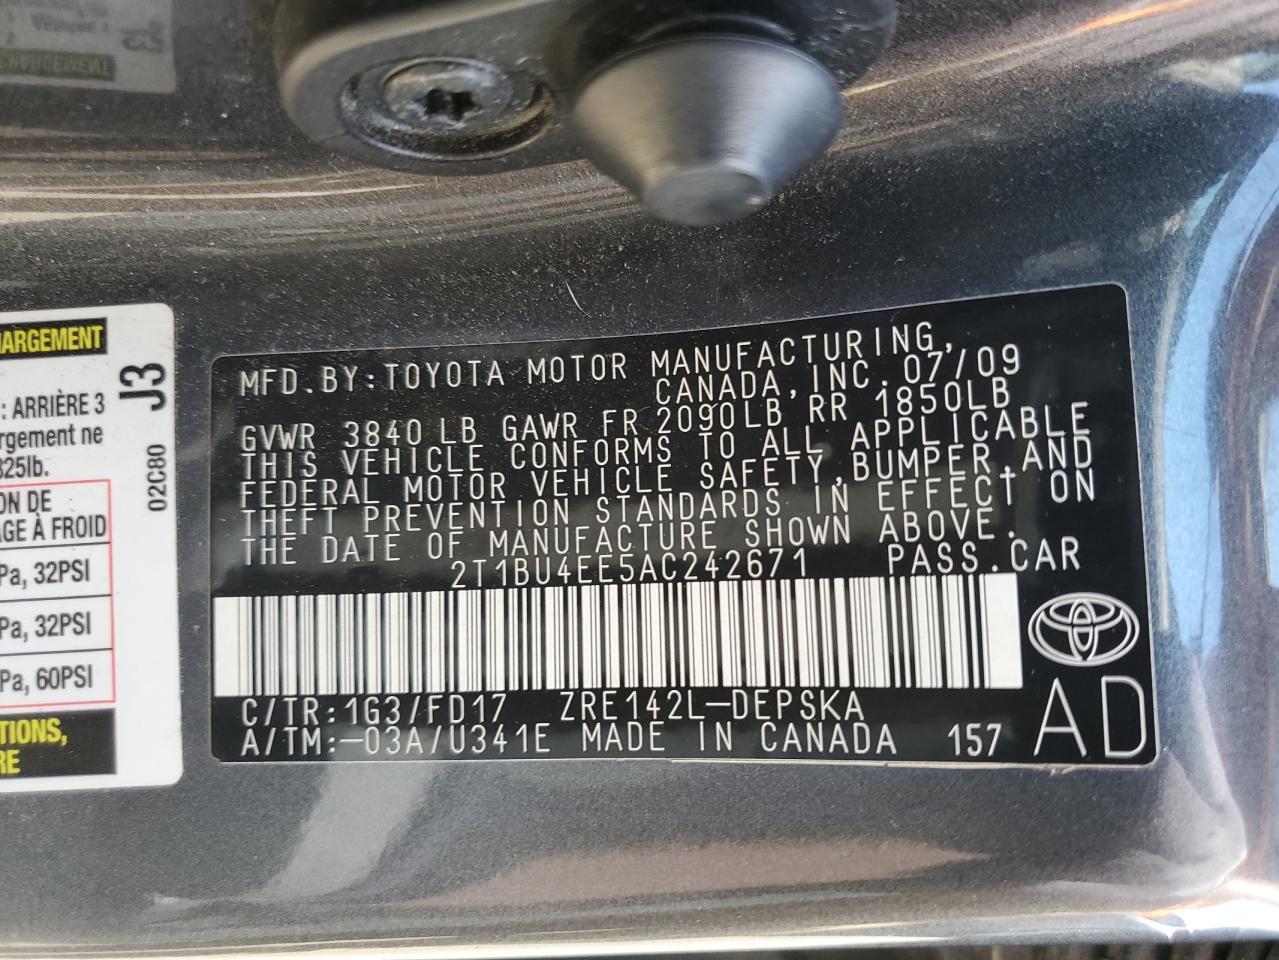 HARGEMENT
: ARRIÈRE 3
argement ne
825lb.
ON DE
AGE À FROID
Pa, 32PSI
Pa, 32PSI
Pa, 60PSI
TIONS,
RE
J3
02C80
MFD.BY:TOYOTA MOTOR MANUFACTURING,
CANADA,INC.07/09
GVWR 3840 LB GAWR FR 2090LB RR 1850LB
THIS VEHICLE CONFORMS TO ALL APPLICABLE
FEDERAL MOTOR VEHICLE SAFETY,BUMPER,AND
THEFT PREVENTION STANDARDS IN EFFECT ON
THE DATE OF MANUFACTURE SHOWN ABOVE.
2T1BU4EE5AC242671 PASS.CAR
C/TR:1G3/FD17 ZRE142L-DEPSKA
A/TM:-03A/U341E MADE IN CANADA 157
AD